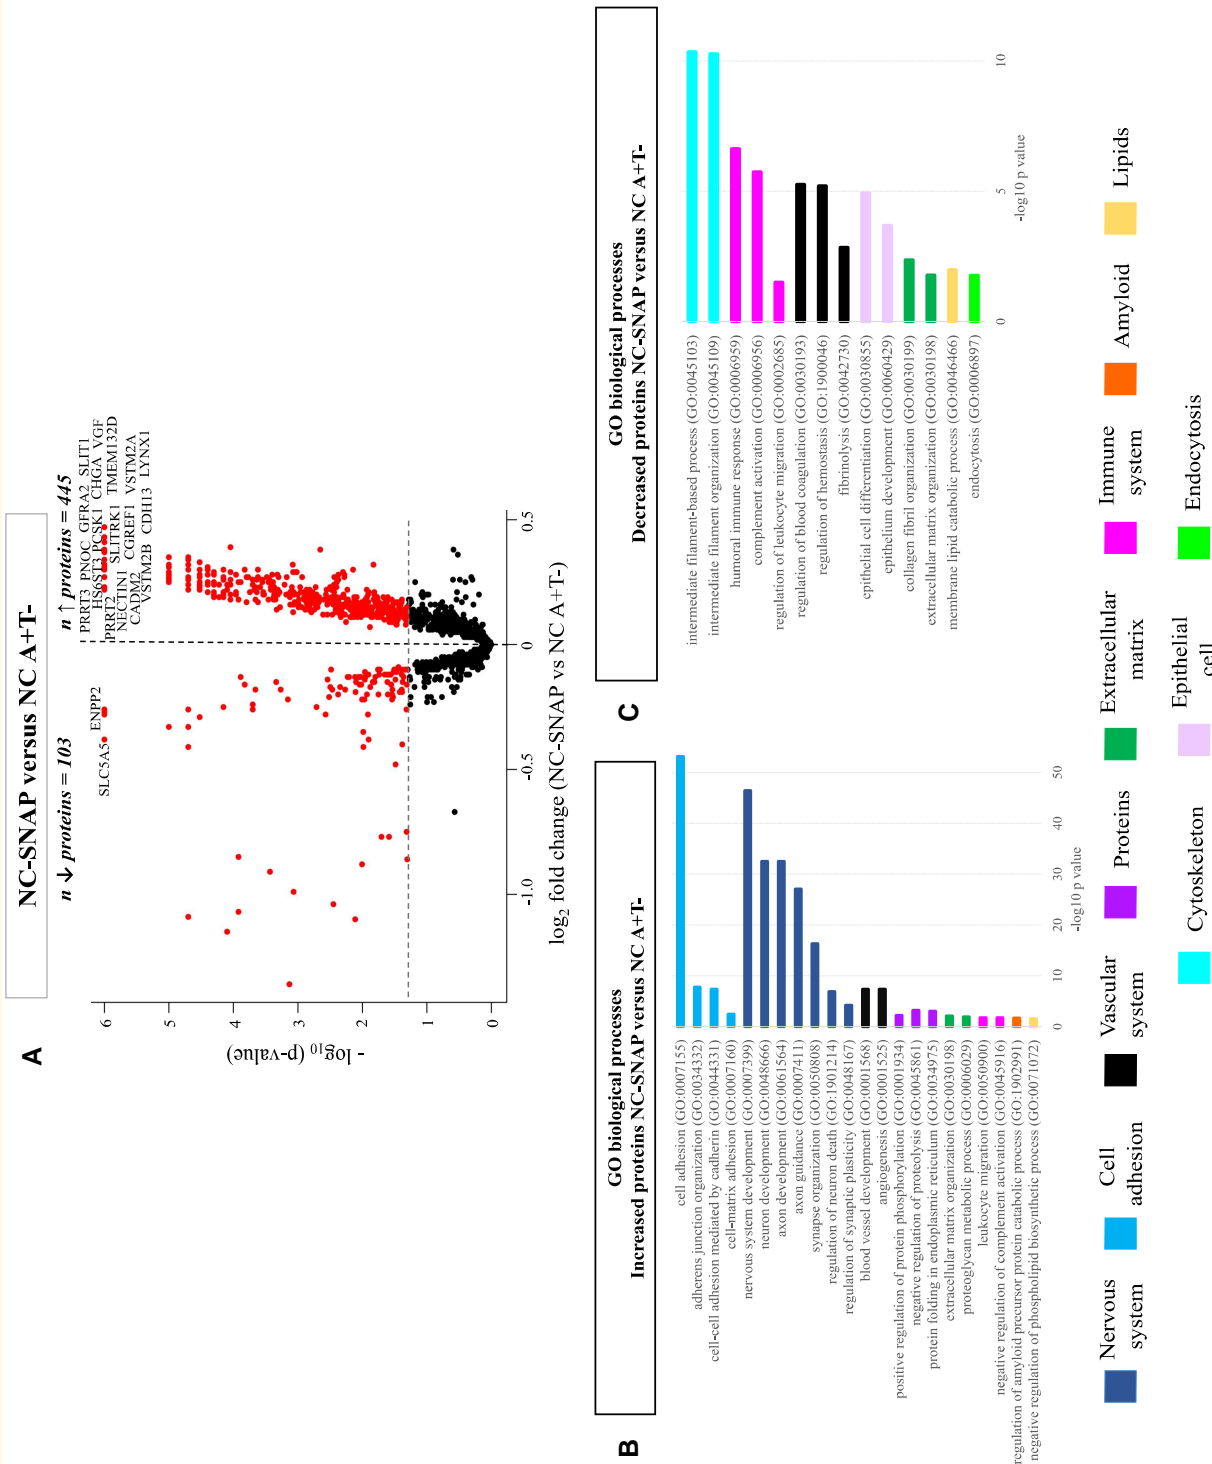 A
NC-SNAP versus NC A+T-
n ↓ proteins = 103
n ↑ proteins = 445
SLC5A5
ENPP2
PRRT3 PNOC GFRA2 SLIT1
HS6ST3 PCSK1 CHGA VGF
PRRT2 SLITRK1 TMEM132D
NECTIN1 CGREF1 VSTM2A
CADM2
VSTM2B CDH13 LYNX1
- log10 (p-value)
6
5
4
3
2
1
0
-1.0
-0.5
0
0.5
log2 fold change (NC-SNAP vs NC A+T-)
B
GO biological processes
Increased proteins NC-SNAP versus NC A+T-
cell adhesion (GO:0007155)
adherens junction organization (GO:0034332)
cell-cell adhesion mediated by cadherin (GO:0044331)
cell-matrix adhesion (GO:0007160)
nervous system development (GO:0007399)
neuron development (GO:0048666)
axon development (GO:0061564)
axon guidance (GO:0007411)
synapse organization (GO:0050808)
regulation of neuron death (GO:1901214)
regulation of synaptic plasticity (GO:0048167)
blood vessel development (GO:0001568)
angiogenesis (GO:0001525)
positive regulation of protein phosphorylation (GO:0001934)
negative regulation of proteolysis (GO:0045861)
protein folding in endoplasmic reticulum (GO:0034975)
extracellular matrix organization (GO:0030198)
proteoglycan metabolic process (GO:0006029)
leukocyte migration (GO:0050900)
negative regulation of complement activation (GO:0045916)
regulation of amyloid precursor protein catabolic process (GO:1902991)
negative regulation of phospholipid biosynthetic process (GO:0071072)
0
10
20
30
40
50
-log10 p value
C
GO biological processes
Decreased proteins NC-SNAP versus NC A+T-
intermediate filament-based process (GO:0045103)
intermediate filament organization (GO:0045109)
humoral immune response (GO:0006959)
complement activation (GO:0006956)
regulation of leukocyte migration (GO:0002685)
regulation of blood coagulation (GO:0030193)
regulation of hemostasis (GO:1900046)
fibrinolysis (GO:0042730)
epithelial cell differentiation (GO:0030855)
epithelium development (GO:0060429)
collagen fibril organization (GO:0030199)
extracellular matrix organization (GO:0030198)
membrane lipid catabolic process (GO:0046466)
endocytosis (GO:0006897)
0
5
10
-log10 p value
Nervous
system
Cell
adhesion
Vascular
system
Proteins
Extracellular
matrix
Immune
system
Amyloid
Lipids
Cytoskeleton
Epithelial
cell
Endocytosis